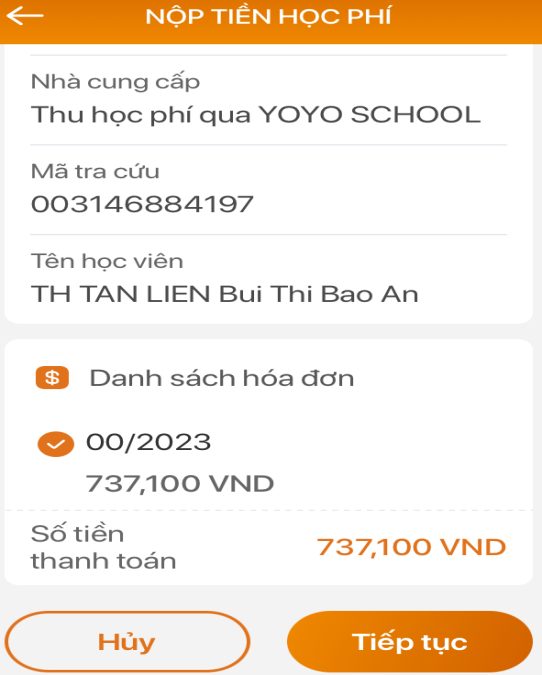 NỘP TIỀN HỌC PHÍ
Nhà cung cấp
Thu học phí qua YOYO SCHOOL
Mã tra cứu
003146884197
Tên học viên
TH TAN LIEN Bui Thi Bao An
$ Danh sách hóa đơn
00/2023
737,100 VND
Số tiền
thanh toán
737,100 VND
Hủy
Tiếp tục